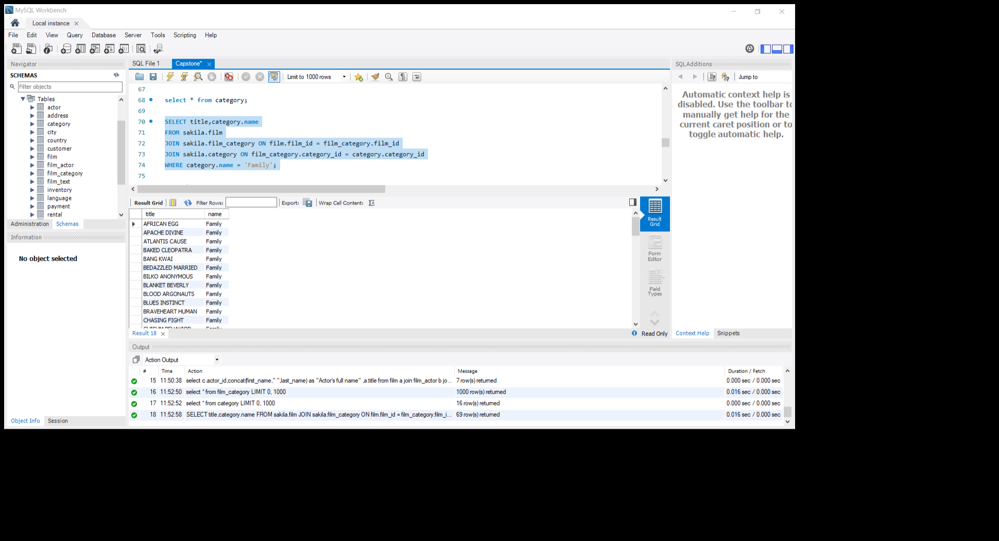 MySQL Workbench
Local instance
File Edit View Query Database Server Tools Scripting Help
Navigator
SCHEMAS
Filter objects
Tables
actor
address
category
city
country
customer
film
film_actor
film_category
film_text
inventory
language
payment
rental
Administration Schemas
Information
No object selected
Object Info Session
SQL File 1 Capstone*
Limit to 1000 rows
67
68 select * from category;
69
70 SELECT title,category.name
71 FROM sakila.film
72 JOIN sakila.film_category ON film.film_id = film_category.film_id
73 JOIN sakila.category ON film_category.category_id = category.category_id
74 WHERE category.name = 'Family';
75
Result Grid Filter Rows: Export: Wrap Cell Content:
title name
AFRICAN EGG Family
APACHE DIVINE Family
ATLANTIS CAUSE Family
BAKED CLEOPATRA Family
BANG KWAI Family
BEDAZZLED MARRIED Family
BILKO ANONYMOUS Family
BLANKET BEVERLY Family
BLOOD ARGONAUTS Family
BLUES INSTINCT Family
BRAVEHEART HUMAN Family
CHASING FIGHT Family
Result
Grid
Form
Editor
Field
Types
Result 18 Read Only
SQLAdditions
Jump to
Automatic context help is
disabled. Use the toolbar to
manually get help for the
current caret position or to
toggle automatic help.
Context Help Snippets
Output
Action Output
# Time Action Message Duration / Fetch
15 11:50:38 select c.actor_id,concat(first_name," ",last_name) as "Actor's full name" ,a.title from film a join film_actor b jo... 7 row(s) returned 0.000 sec / 0.000 sec
16 11:52:50 select * from film_category LIMIT 0, 1000 1000 row(s) returned 0.016 sec / 0.000 sec
17 11:52:52 select * from category LIMIT 0, 1000 16 row(s) returned 0.000 sec / 0.000 sec
18 11:52:58 SELECT title,category.name FROM sakila.film JOIN sakila.film_category ON film.film_id = film_category.film_i... 69 row(s) returned 0.016 sec / 0.000 sec